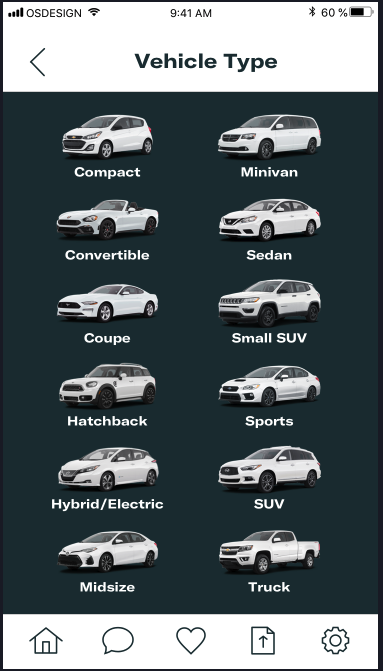 OSDESIGN 9:41 AM 60 %
Vehicle Type
Compact Minivan
Convertible Sedan
Coupe Small SUV
Hatchback Sports
Hybrid/Electric SUV
Midsize Truck